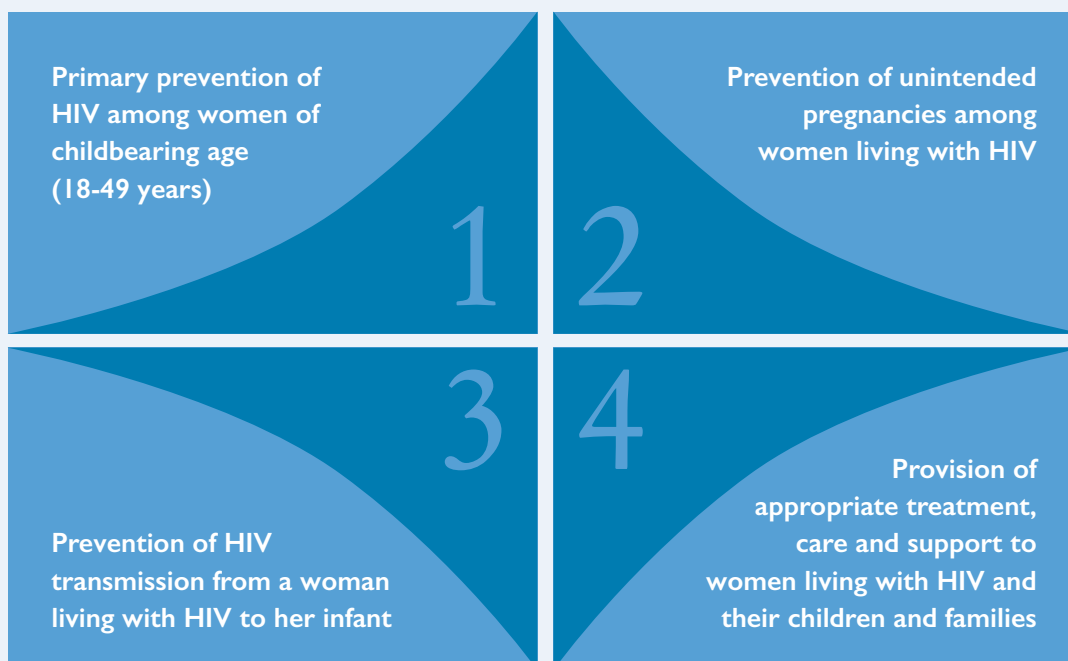 Primary prevention of
HIV among women of
childbearing age
(18-49 years)
1
Prevention of unintended
pregnancies among
women living with HIV
2
3
Prevention of HIV
transmission from a woman
living with HIV to her infant
4
Provision of
appropriate treatment,
care and support to
women living with HIV and
their children and families